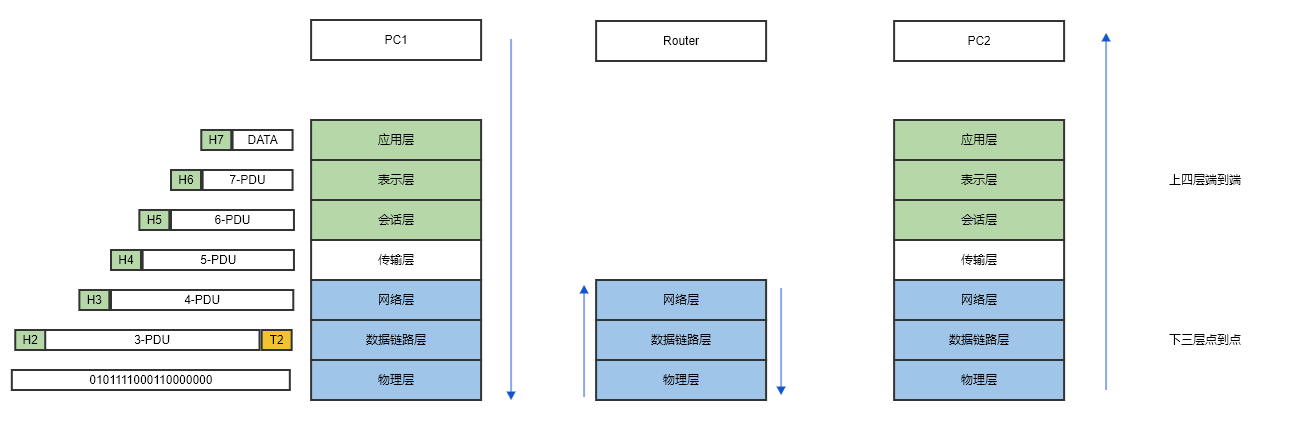 PC1
Router
PC2
H7 DATA 应用层 应用层
H6 7-PDU 表示层 表示层 上四层端到端
H5 6-PDU 会话层 会话层
H4 5-PDU 传输层 传输层
H3 4-PDU 网络层 网络层 网络层
H2 3-PDU T2 数据链路层 数据链路层 数据链路层 下三层点到点
0101111000110000000 物理层 物理层 物理层